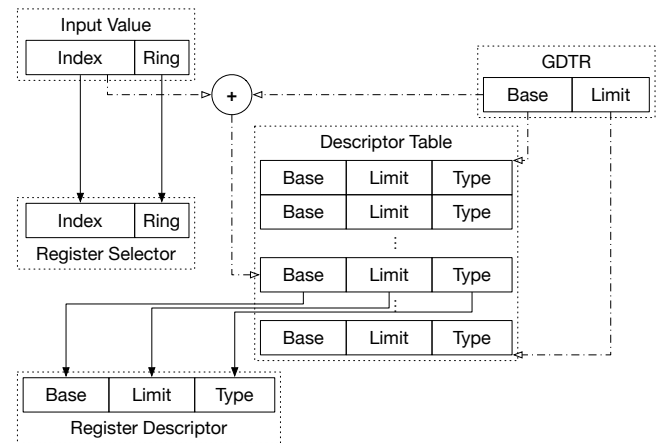 Input Value
Index Ring
GDTR
Base Limit
+
Descriptor Table
Base Limit Type
Base Limit Type
⋮
Index Ring
Register Selector
Base Limit Type
⋮
Base Limit Type
Base Limit Type
Register Descriptor